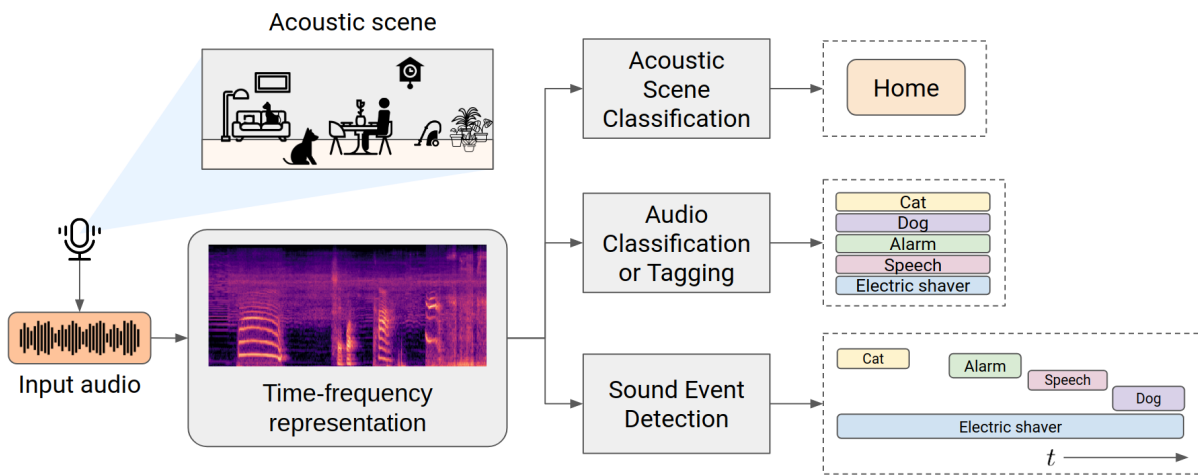 Acoustic scene
Input audio
Time-frequency
representation
Acoustic
Scene
Classification
Home
Audio
Classification
or Tagging
Cat
Dog
Alarm
Speech
Electric shaver
Sound Event
Detection
Cat
Alarm
Speech
Dog
Electric shaver
t